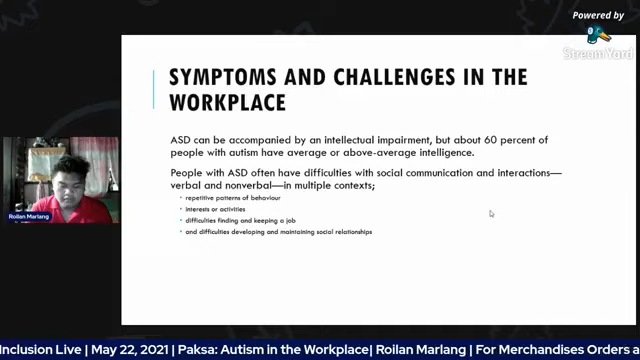 Powered by
StreamYard
SYMPTOMS AND CHALLENGES IN THE
WORKPLACE
ASD can be accompanied by an intellectual impairment, but about 60 percent of
people with autism have average or above-average intelligence.
People with ASD often have difficulties with social communication and interactions—
verbal and nonverbal—in multiple contexts;
• repetitive patterns of behaviour
• interests or activities
• difficulties finding and keeping a job
• and difficulties developing and maintaining social relationships
Roilan Marlang
Inclusion Live | May 22, 2021 | Paksa: Autism in the Workplace| Roilan Marlang | For Merchandises Orders a